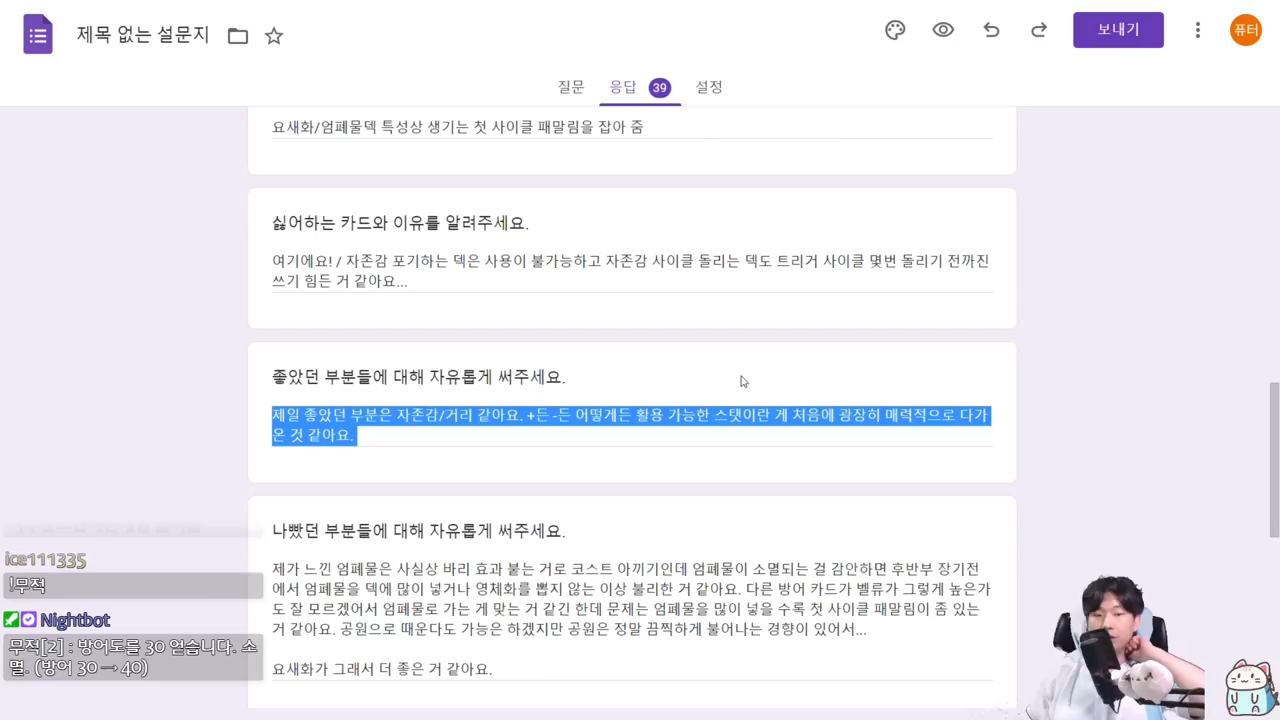 제목 없는 설문지
보내기
퓨터
질문
응답 39
설정
요새화/엄폐물덱 특성상 생기는 첫 사이클 패말림을 잡아 줌
싫어하는 카드와 이유를 알려주세요.
여기에요! / 자존감 포기하는 덱은 사용이 불가능하고 자존감 사이클 돌리는 덱도 트리거 사이클 몇번 돌리기 전까진
쓰기 힘든 거 같아요...
좋았던 부분들에 대해 자유롭게 써주세요.
제일 좋았던 부분은 자존감/거리 같아요. +든 -든 어떻게든 활용 가능한 스탯이란 게 처음에 굉장히 매력적으로 다가
온 것 같아요.
나빴던 부분들에 대해 자유롭게 써주세요.
제가 느낀 엄폐물은 사실상 바리 효과 붙는 거로 코스트 아끼기인데 엄폐물이 소멸되는 걸 감안하면 후반부 장기전
에서 엄폐물을 덱에 많이 넣거나 영체화를 뽑지 않는 이상 불리한 거 같아요. 다른 방어 카드가 벨류가 그렇게 높은가
도 잘 모르겠어서 엄폐물로 가는 게 맞는 거 같긴 한데 문제는 엄폐물을 많이 넣을 수록 첫 사이클 패말림이 좀 있는
거 같아요. 공원으로 때운다도 가능은 하겠지만 공원은 정말 끔찍하게 불어나는 경향이 있어서...
요새화가 그래서 더 좋은 거 같아요.
ice111335
!무적
Nightbot
무적[2] : 방어도를 30 얻습니다. 소
멸. (방어 30 → 40)